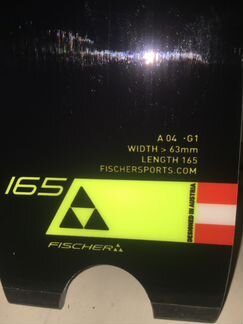 A 04 -G1
WIDTH > 63mm
LENGTH 165
FISCHERSPORTS.COM
165
DESIGNED IN AUSTRIA
FISCHER